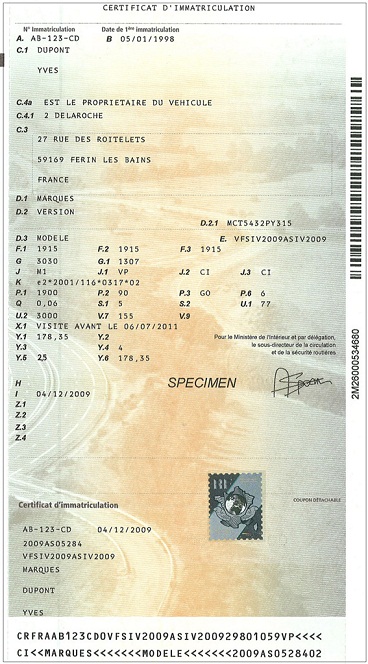 CERTIFICAT D'IMMATRICULATION
N° Immatriculation Date de 1ère immatriculation
A. AB-123-CD B 05/01/1998
C.1 DUPONT
YVES
C.4a EST LE PROPRIETAIRE DU VEHICULE
C.4.1 2 DELAROCHE
C.3
27 RUE DES ROITELETS
59169 FERIN LES BAINS
FRANCE
D.1 MARQUES
D.2 VERSION
D.2.1 MCT5432PY315
D.3 MODELE E. VFSIV2009ASIV2009
F.1 1915 F.2 1915 F.3 1915
G 3030 G.1 1307
J M1 J.1 VP J.2 CI J.3 CI
K e2*2001/116*0317*02
P.1 1900 P.2 90 P.3 GO P.6 6
Q 0,06 S.1 5 S.2 U.1 77
U.2 3000 V.7 155 V.9
X.1 VISITE AVANT LE 06/07/2011
Y.1 178,35 Y.2
Y.3 Y.4 4
Y.5 2,5 Y.6 178,35
Pour le Ministère de l'Intérieur et par délégation,
le sous-directeur de la circulation
et de la sécurité routières
H SPECIMEN
I 04/12/2009
Z.1
Z.2
Z.3
Z.4
2M26000534680
COUPON DÉTACHABLE
Certificat d'immatriculation
AB-123-CD 04/12/2009
2009AS05284
VFSIV2009ASIV2009
MARQUES
DUPONT
YVES
CRFRAAB123CDOVFSIV2009ASIV200929801059VP<<<<
CI<<MARQUES<<<<<<<MODELE<<<<<<<2009AS0528402